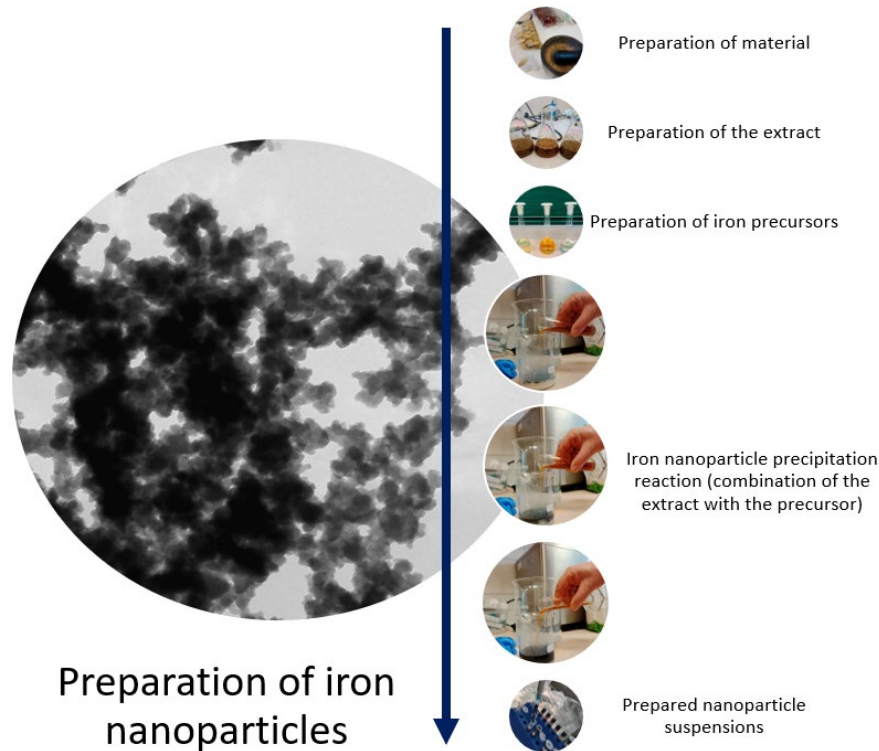 Preparation of material
Preparation of the extract
Preparation of iron precursors
Iron nanoparticle precipitation
reaction (combination of the
extract with the precursor)
Prepared nanoparticle
suspensions
Preparation of iron
nanoparticles